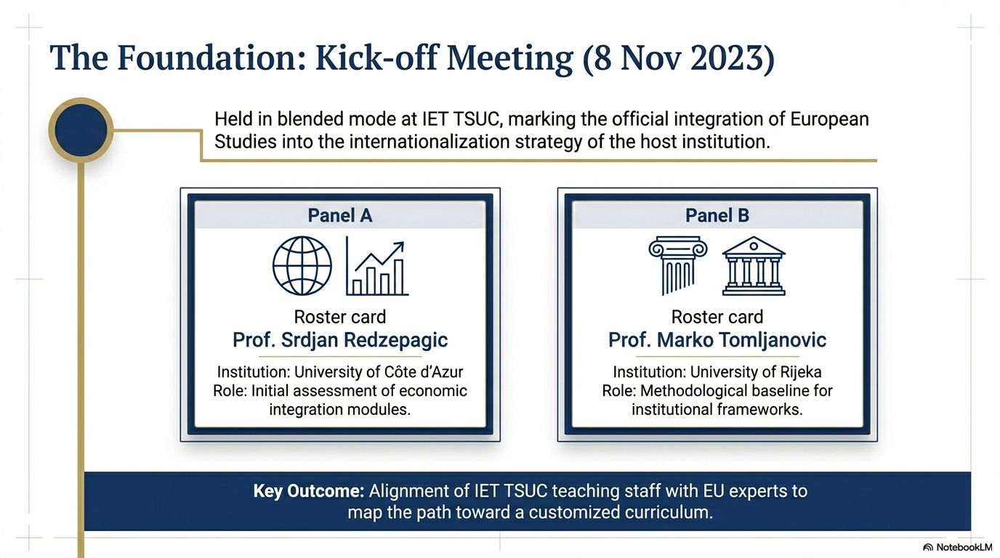 The Foundation: Kick-off Meeting (8 Nov 2023)
Held in blended mode at IET TSUC, marking the official integration of European
Studies into the internationalization strategy of the host institution.
Panel A
Roster card
Prof. Srdjan Redzepagic
Institution: University of Côte d’Azur
Role: Initial assessment of economic
integration modules.
Panel B
Roster card
Prof. Marko Tomljanovic
Institution: University of Rijeka
Role: Methodological baseline for
institutional frameworks.
Key Outcome: Alignment of IET TSUC teaching staff with EU experts to
map the path toward a customized curriculum.
NotebookLM